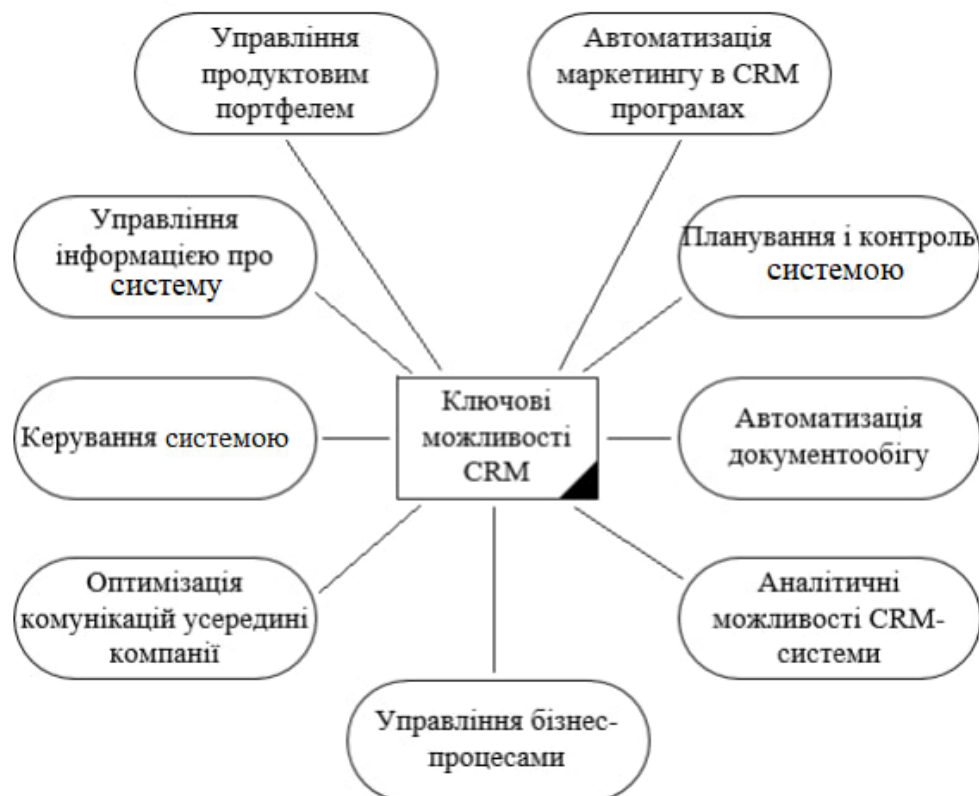 Управління
продуктовим
портфелем
Автоматизація
маркетингу в CRM
програмах
Управління
інформацією про
систему
Планування і контроль
системою
Керування системою
Ключові
можливості
CRM
Автоматизація
документообігу
Оптимізація
комунікацій усередині
компанії
Аналітичні
можливості CRM-
системи
Управління бізнес-
процесами